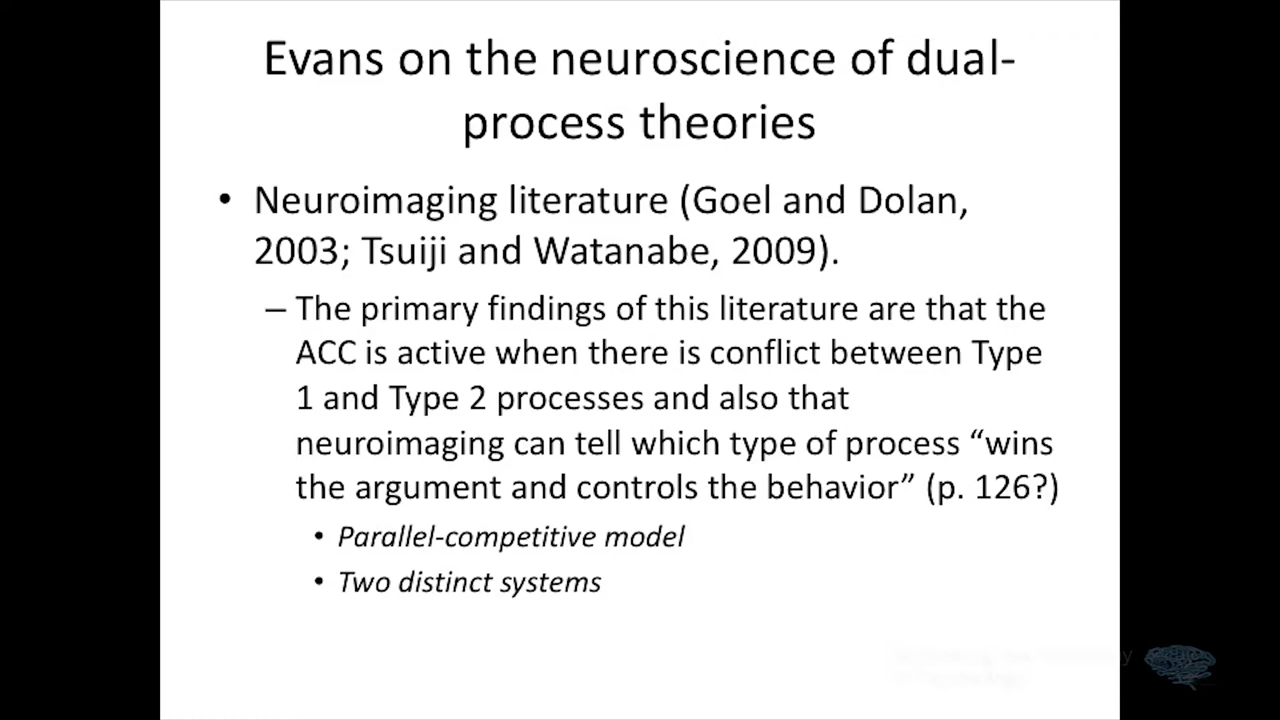 Evans on the neuroscience of dual-
process theories
• Neuroimaging literature (Goel and Dolan,
2003; Tsuiji and Watanabe, 2009).
– The primary findings of this literature are that the
ACC is active when there is conflict between Type
1 and Type 2 processes and also that
neuroimaging can tell which type of process “wins
the argument and controls the behavior” (p. 126?)
• Parallel-competitive model
• Two distinct systems